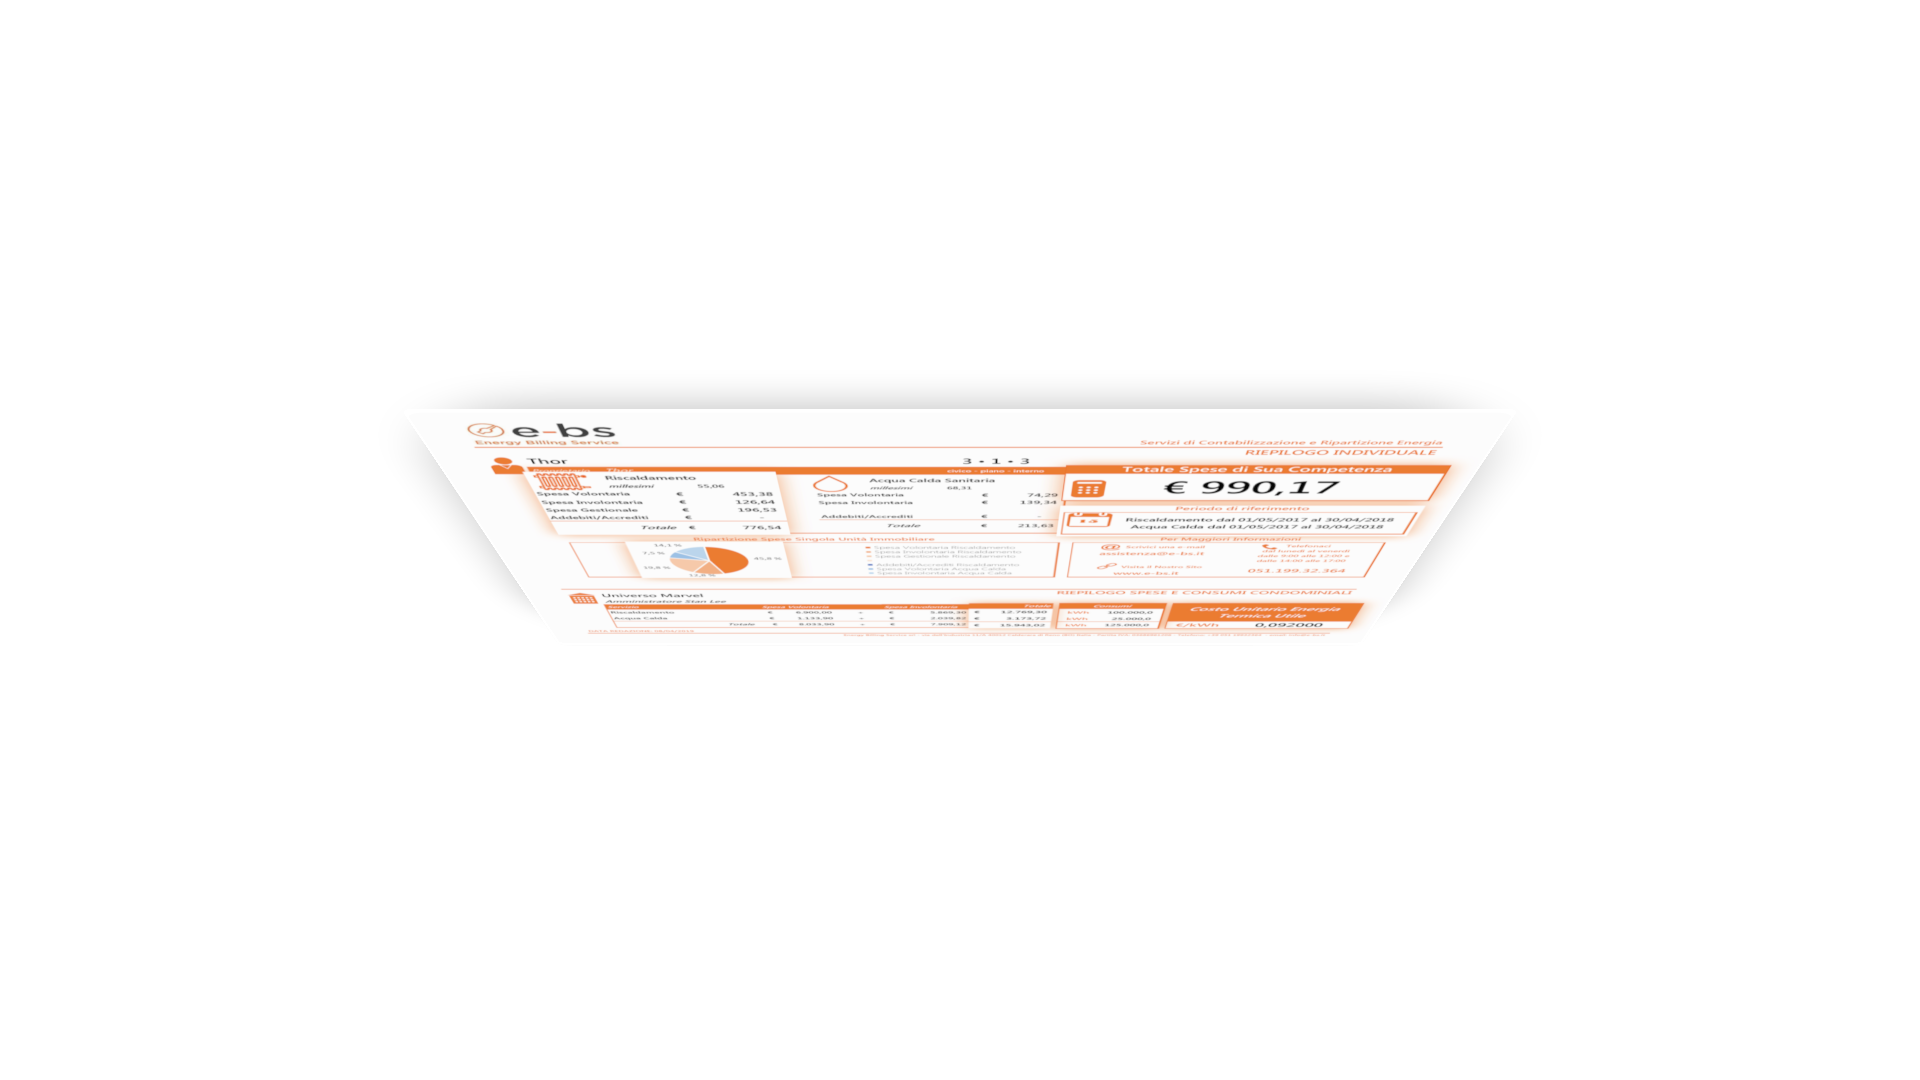 e-bs
Energy Billing Service
Servizi di Contabilizzazione e Ripartizione Energia
RIEPILOGO INDIVIDUALE
Thor
3 • 1 • 3
Thor
civico - piano - interno
Riscaldamento
millesimi 55,06
Spesa Volontaria € 453,38
Spesa Involontaria € 126,64
Spesa Gestionale € 196,53
Addebiti/Accrediti € -
Totale € 776,54
Acqua Calda Sanitaria
millesimi 68,31
Spesa Volontaria € 74,29
Spesa Involontaria € 139,34
Addebiti/Accrediti € -
Totale € 213,63
Totale Spese di Sua Competenza
€ 990,17
Periodo di riferimento
Riscaldamento dal 01/05/2017 al 30/04/2018
Acqua Calda dal 01/05/2017 al 30/04/2018
Ripartizione Spese Singola Unità Immobiliare
14,1 %
7,5 %
19,8 %
12,8 %
45,8 %
Spesa Volontaria Riscaldamento
Spesa Involontaria Riscaldamento
Spesa Gestionale Riscaldamento
Addebiti/Accrediti Riscaldamento
Spesa Volontaria Acqua Calda
Spesa Involontaria Acqua Calda
Per Maggiori Informazioni
Scrivici una e-mail
assistenza@e-bs.it
Visita il Nostro Sito
www.e-bs.it
Telefonaci
dal lunedì al venerdì
dalle 9:00 alle 12:00 e
dalle 14:00 alle 17:00
051.199.32.364
Universo Marvel
Amministratore Stan Lee
RIEPILOGO SPESE E CONSUMI CONDOMINIALI
Servizio Spesa Volontaria Spesa Involontaria Totale Consumi
Riscaldamento € 6.900,00 + € 5.869,30 € 12.769,30 kWh 100.000,0
Acqua Calda € 1.133,90 + € 2.039,82 € 3.173,72 kWh 25.000,0
Totale € 8.033,90 + € 7.909,12 € 15.943,02 kWh 125.000,0
Costo Unitario Energia
Termica Utile
€/kWh 0,092000